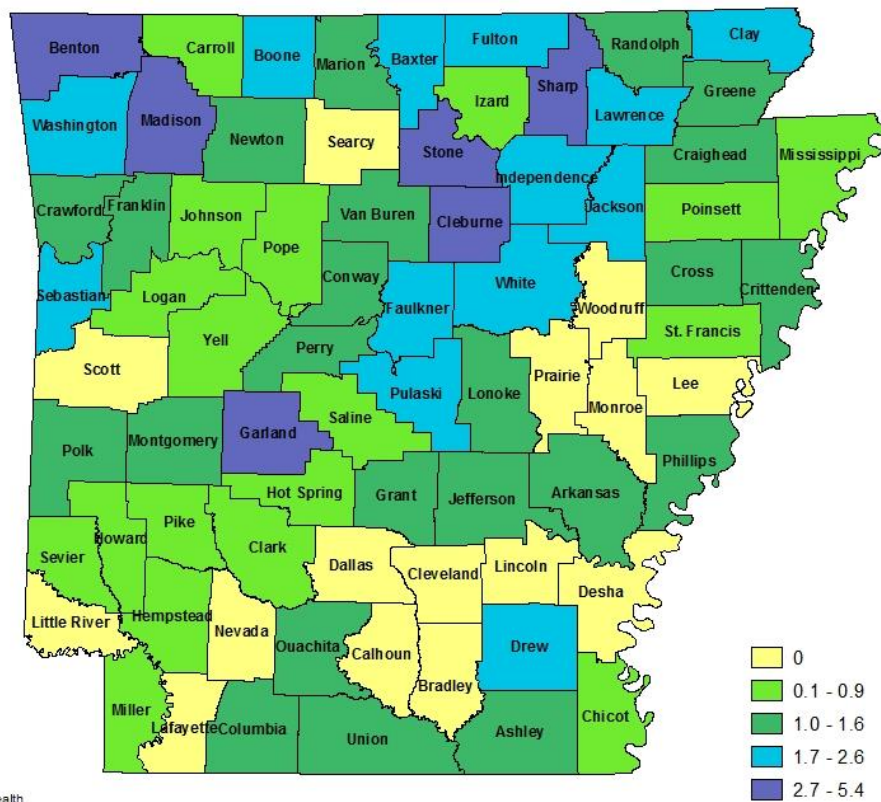 Benton
Carroll
Boone
Marion
Baxter
Fulton
Sharp
Randolph
Clay
Izard
Greene
Washington
Madison
Newton
Searcy
Stone
Lawrence
Independence
Jackson
Craighead
Mississippi
Crawford
Franklin
Johnson
Pope
Van Buren
Cleburne
Poinsett
Sebastian
Logan
Conway
Faulkner
White
Woodruff
Cross
Crittenden
Scott
Yell
Perry
Pulaski
Lonoke
Prairie
Monroe
St. Francis
Lee
Polk
Montgomery
Garland
Saline
Phillips
Hot Spring
Grant
Jefferson
Arkansas
Sevier
Howard
Pike
Clark
Dallas
Cleveland
Lincoln
Desha
Little River
Hempstead
Nevada
Ouachita
Calhoun
Bradley
Drew
Miller
Lafayette
Columbia
Union
Ashley
Chicot
0
0.1 - 0.9
1.0 - 1.6
1.7 - 2.6
2.7 - 5.4